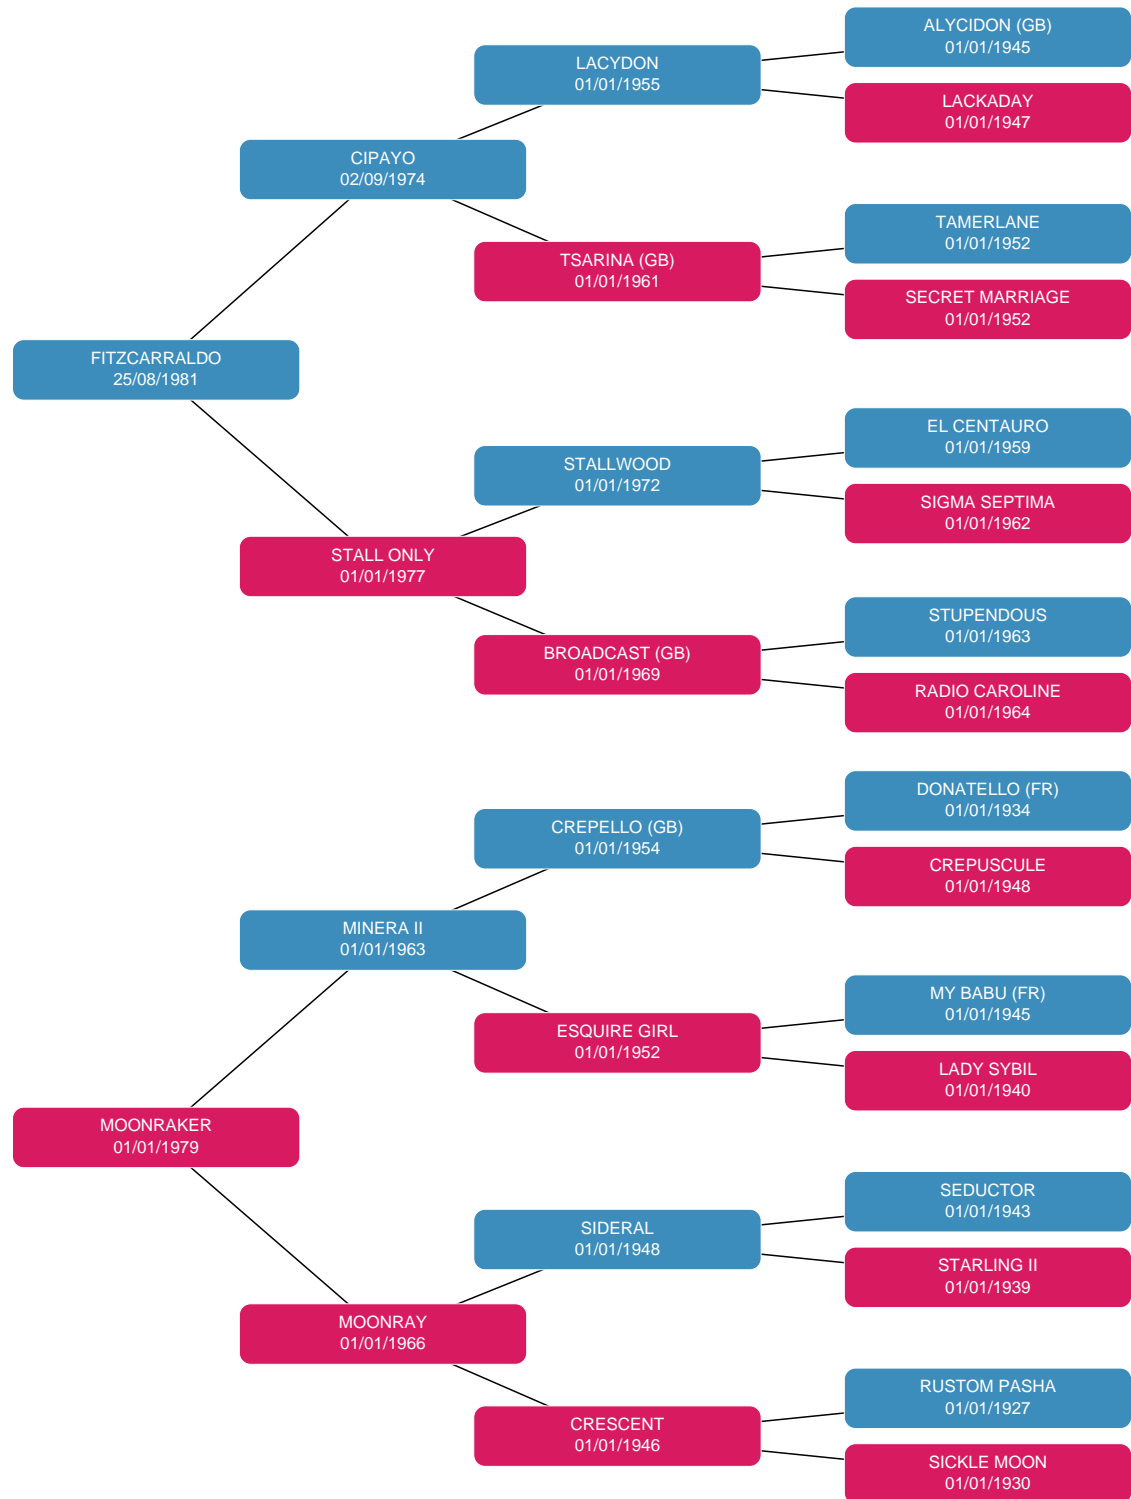 ALYCIDON (GB)
01/01/1945
LACYDON
01/01/1955
LACKADAY
01/01/1947
CIPAYO
02/09/1974
TAMERLANE
01/01/1952
TSARINA (GB)
01/01/1961
SECRET MARRIAGE
01/01/1952
FITZCARRALDO
25/08/1981
EL CENTAURO
01/01/1959
STALLWOOD
01/01/1972
SIGMA SEPTIMA
01/01/1962
STALL ONLY
01/01/1977
STUPENDOUS
01/01/1963
BROADCAST (GB)
01/01/1969
RADIO CAROLINE
01/01/1964
DONATELLO (FR)
01/01/1934
CREPELLO (GB)
01/01/1954
CREPUSCULE
01/01/1948
MINERA II
01/01/1963
MY BABU (FR)
01/01/1945
ESQUIRE GIRL
01/01/1952
LADY SYBIL
01/01/1940
MOONRAKER
01/01/1979
SEDUCTOR
01/01/1943
SIDERAL
01/01/1948
STARLING II
01/01/1939
MOONRAY
01/01/1966
RUSTOM PASHA
01/01/1927
CRESCENT
01/01/1946
SICKLE MOON
01/01/1930